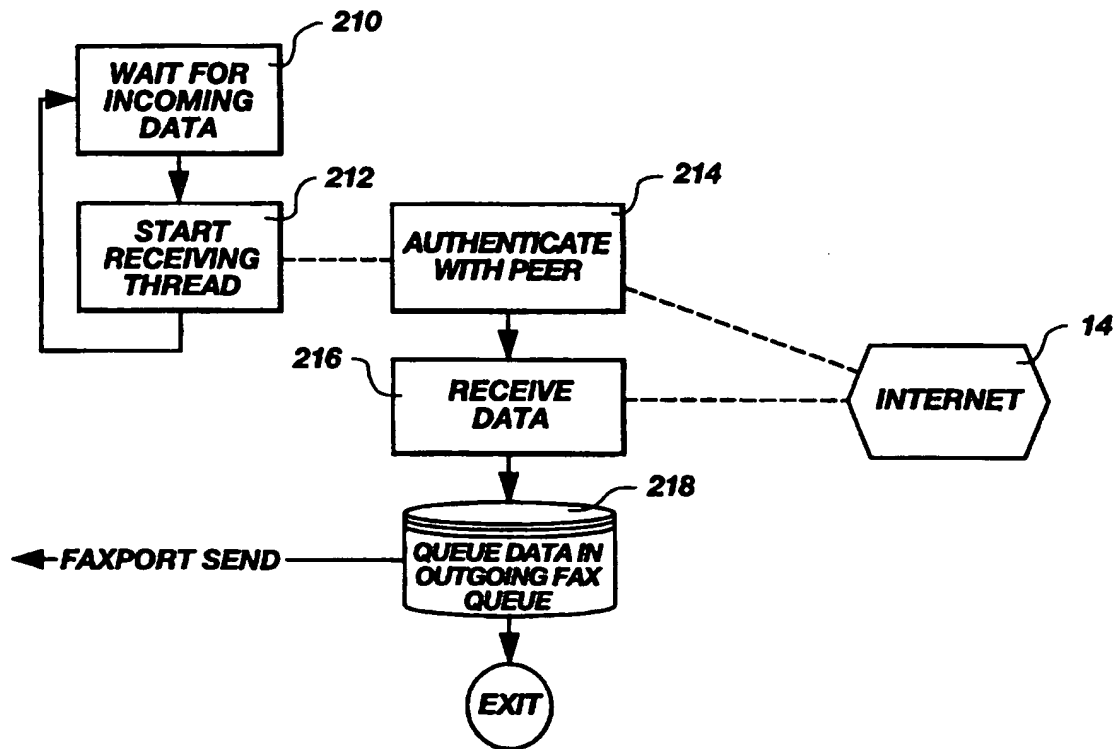 210
WAIT FOR
INCOMING
DATA
212
START
RECEIVING
THREAD
214
AUTHENTICATE
WITH PEER
216
RECEIVE
DATA
14
INTERNET
218
QUEUE DATA IN
OUTGOING FAX
QUEUE
FAXPORT SEND
EXIT